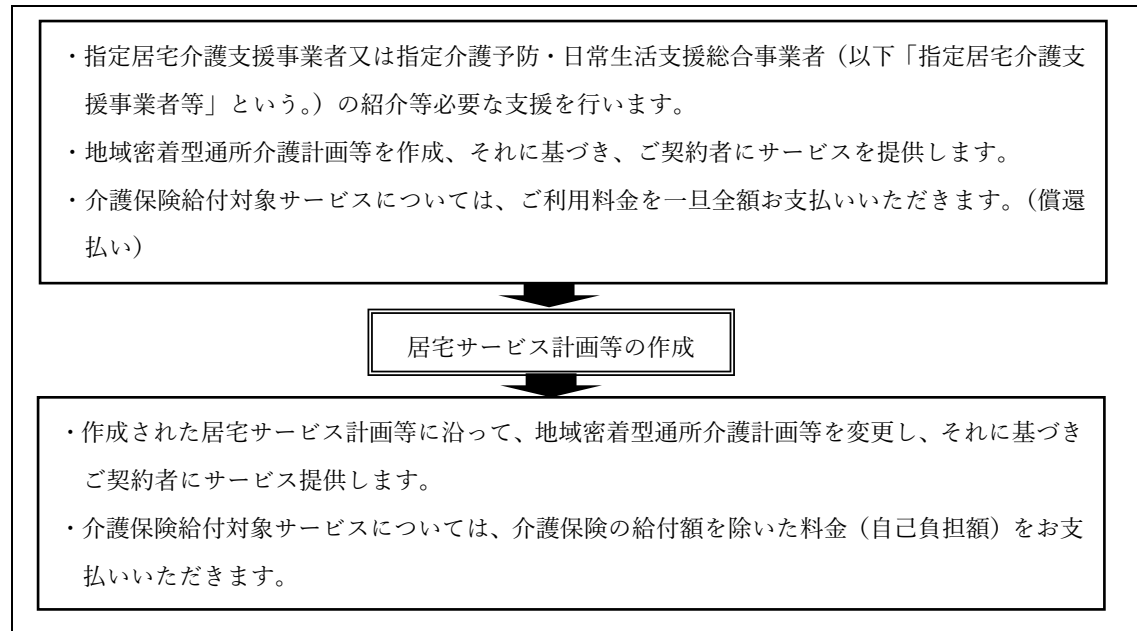 ・指定居宅介護支援事業者又は指定介護予防・日常生活支援総合事業者（以下「指定居宅介護支
援事業者等」という。）の紹介等必要な支援を行います。
・地域密着型通所介護計画等を作成、それに基づき、ご契約者にサービスを提供します。
・介護保険給付対象サービスについては、ご利用料金を一旦全額お支払いいただきます。（償還
払い）
居宅サービス計画等の作成
・作成された居宅サービス計画等に沿って、地域密着型通所介護計画等を変更し、それに基づき
ご契約者にサービス提供します。
・介護保険給付対象サービスについては、介護保険の給付額を除いた料金（自己負担額）をお支
払いいただきます。